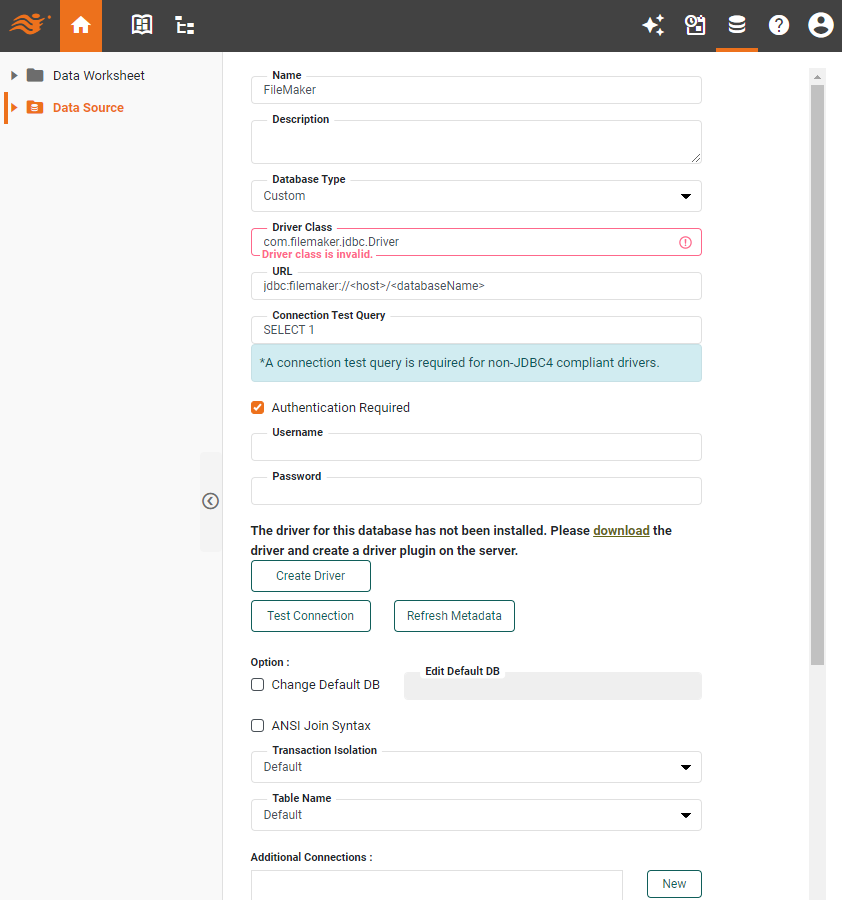 Data Worksheet
Data Source
Name
FileMaker
Description
Database Type
Custom
Driver Class
com.filemaker.jdbc.Driver
Driver class is invalid.
URL
jdbc:filemaker://<host>/<databaseName>
Connection Test Query
SELECT 1
*A connection test query is required for non-JDBC4 compliant drivers.
Authentication Required
Username
Password
The driver for this database has not been installed. Please download the
driver and create a driver plugin on the server.
Create Driver
Test Connection Refresh Metadata
Option :
Edit Default DB
Change Default DB
ANSI Join Syntax
Transaction Isolation
Default
Table Name
Default
Additional Connections :
New